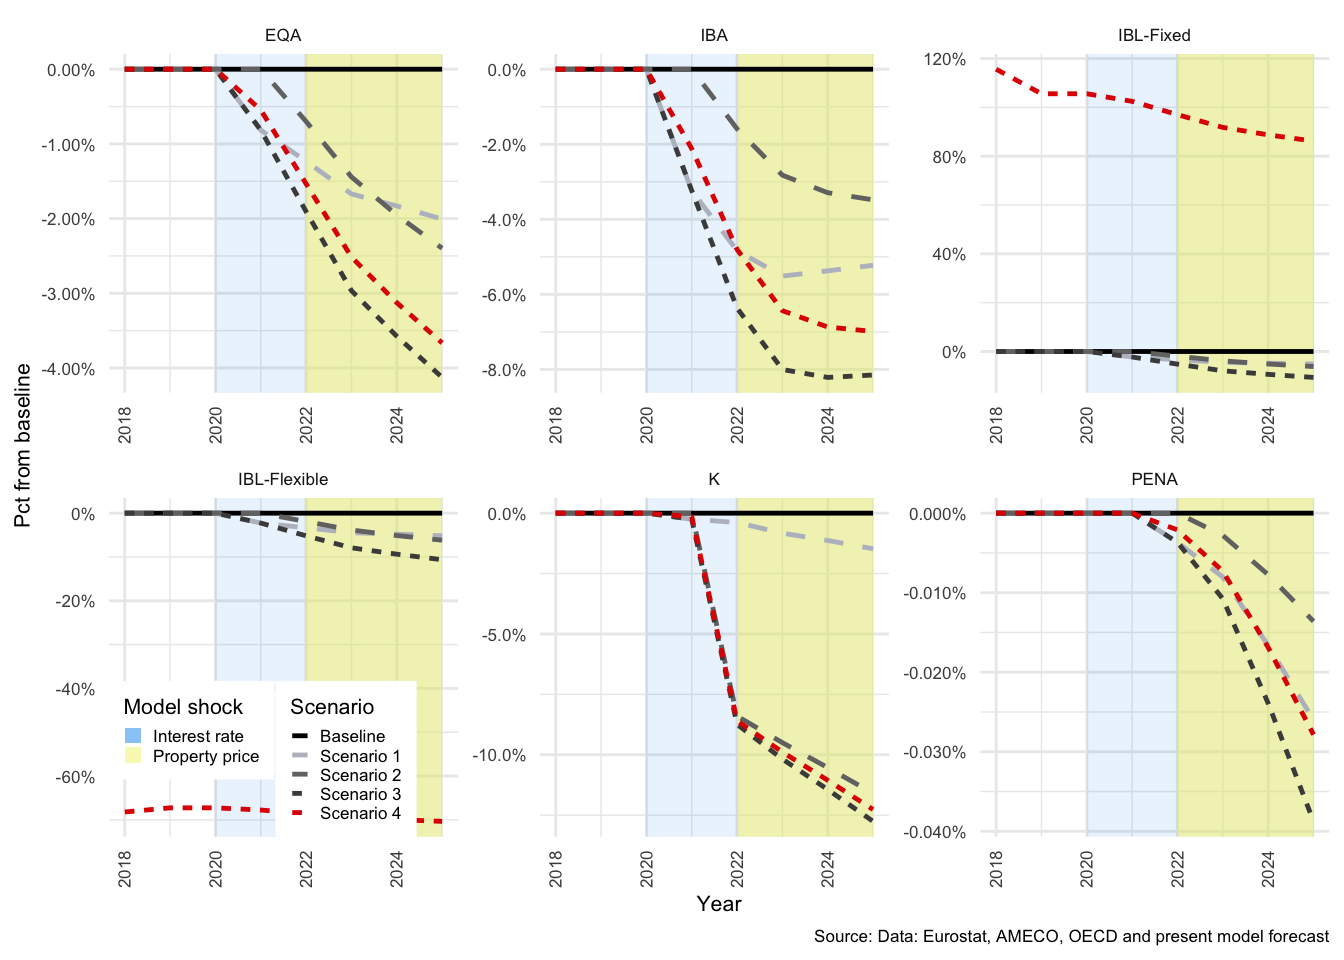 EQA
IBA
IBL-Fixed
0.00%
-1.00%
-2.00%
-3.00%
-4.00%
0.0%
-2.0%
-4.0%
-6.0%
-8.0%
120%
80%
40%
0%
2018
2020
2022
2024
2018
2020
2022
2024
2018
2020
2022
2024
Pct from baseline
IBL-Flexible
K
PENA
0%
-20%
-40%
-60%
0.0%
-5.0%
-10.0%
0.000%
-0.010%
-0.020%
-0.030%
-0.040%
Model shock
Interest rate
Property price
Scenario
Baseline
Scenario 1
Scenario 2
Scenario 3
Scenario 4
2018
2020
2022
2024
2018
2020
2022
2024
2018
2020
2022
2024
Year
Source: Data: Eurostat, AMECO, OECD and present model forecast